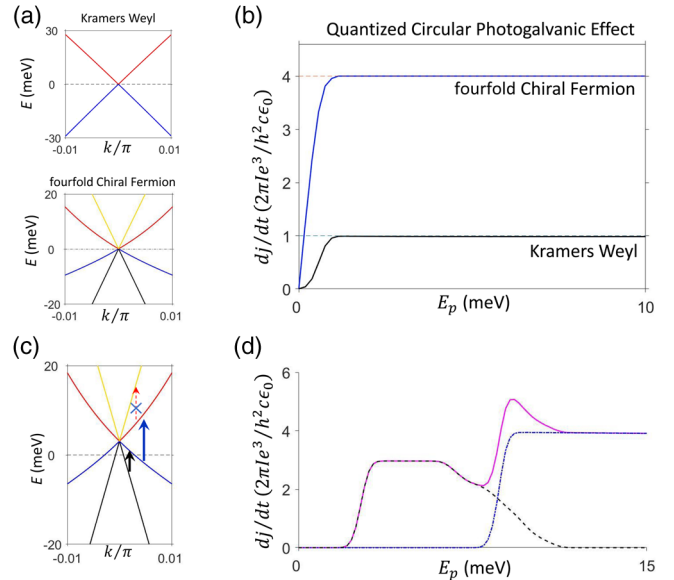 (a)
Kramers Weyl
30
0
-30
E (meV)
-0.01
k/π
0.01
fourfold Chiral Fermion
20
0
-20
E (meV)
-0.01
k/π
0.01
(b)
Quantized Circular Photogalvanic Effect
5
4
3
2
1
0
dj/dt (2πIe³/h²cϵ₀)
fourfold Chiral Fermion
Kramers Weyl
0
E_p (meV)
10
(c)
20
0
-20
E (meV)
-0.01
k/π
0.01
(d)
6
4
2
0
dj/dt (2πIe³/h²cϵ₀)
0
E_p (meV)
15